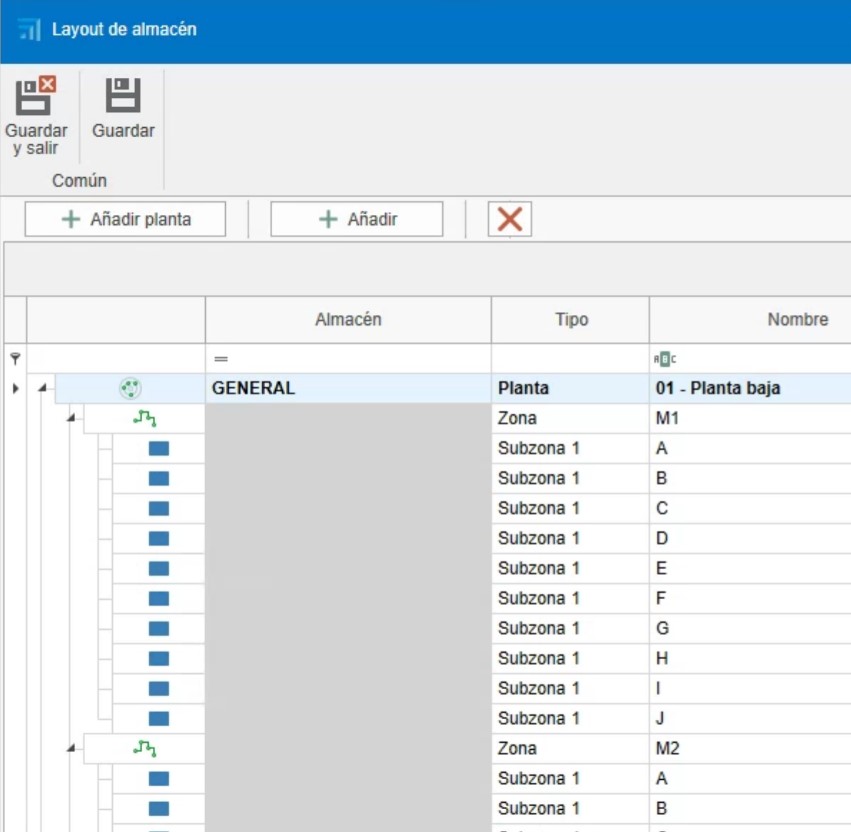 Layout de almacén
Guardar y salir
Guardar
Común
Añadir planta
Añadir
Almacén Tipo Nombre
= ABC
GENERAL Planta 01 - Planta baja
Zona M1
Subzona 1 A
Subzona 1 B
Subzona 1 C
Subzona 1 D
Subzona 1 E
Subzona 1 F
Subzona 1 G
Subzona 1 H
Subzona 1 I
Subzona 1 J
Zona M2
Subzona 1 A
Subzona 1 B